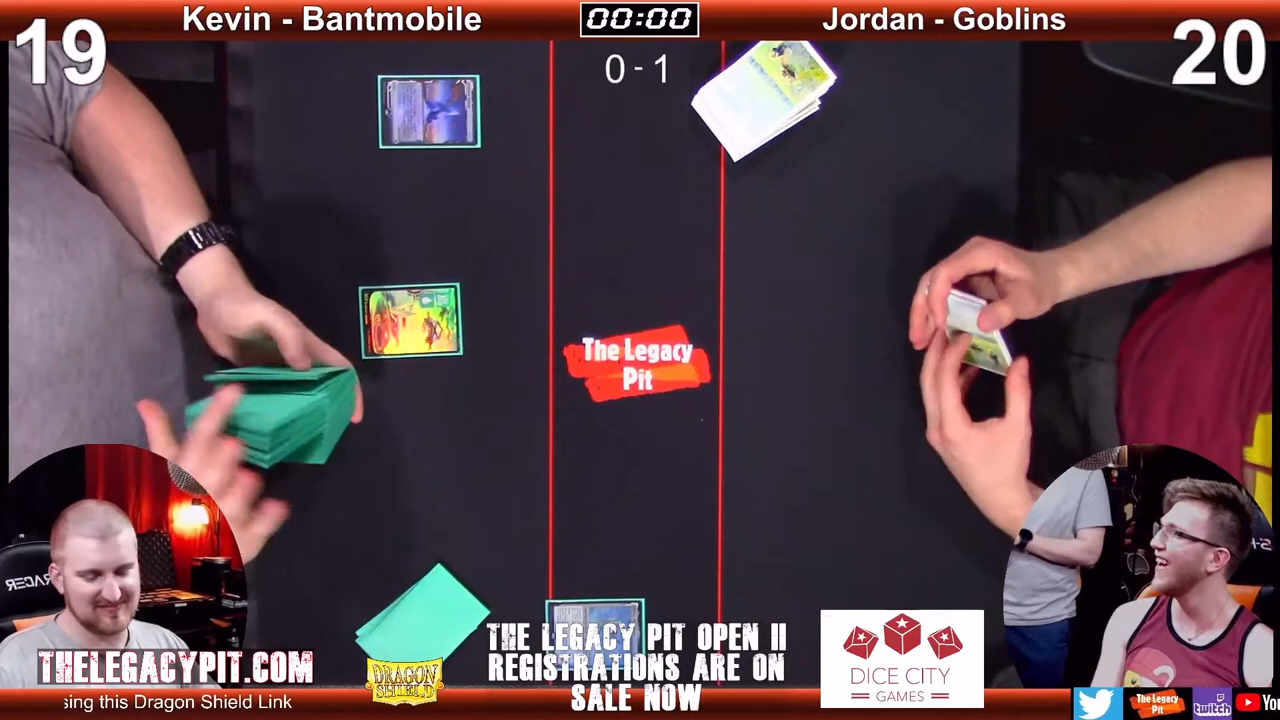 19
Kevin - Bantmobile
00:00
Jordan - Goblins
20
0 - 1
The Legacy
Pit
THELEGACYPIT.COM
DRAGON
SHIELD
THE LEGACY PIT OPEN II
REGISTRATIONS ARE ON
SALE NOW
DICE CITY
GAMES
sing this Dragon Shield Link
The Legacy
Pit
twitch